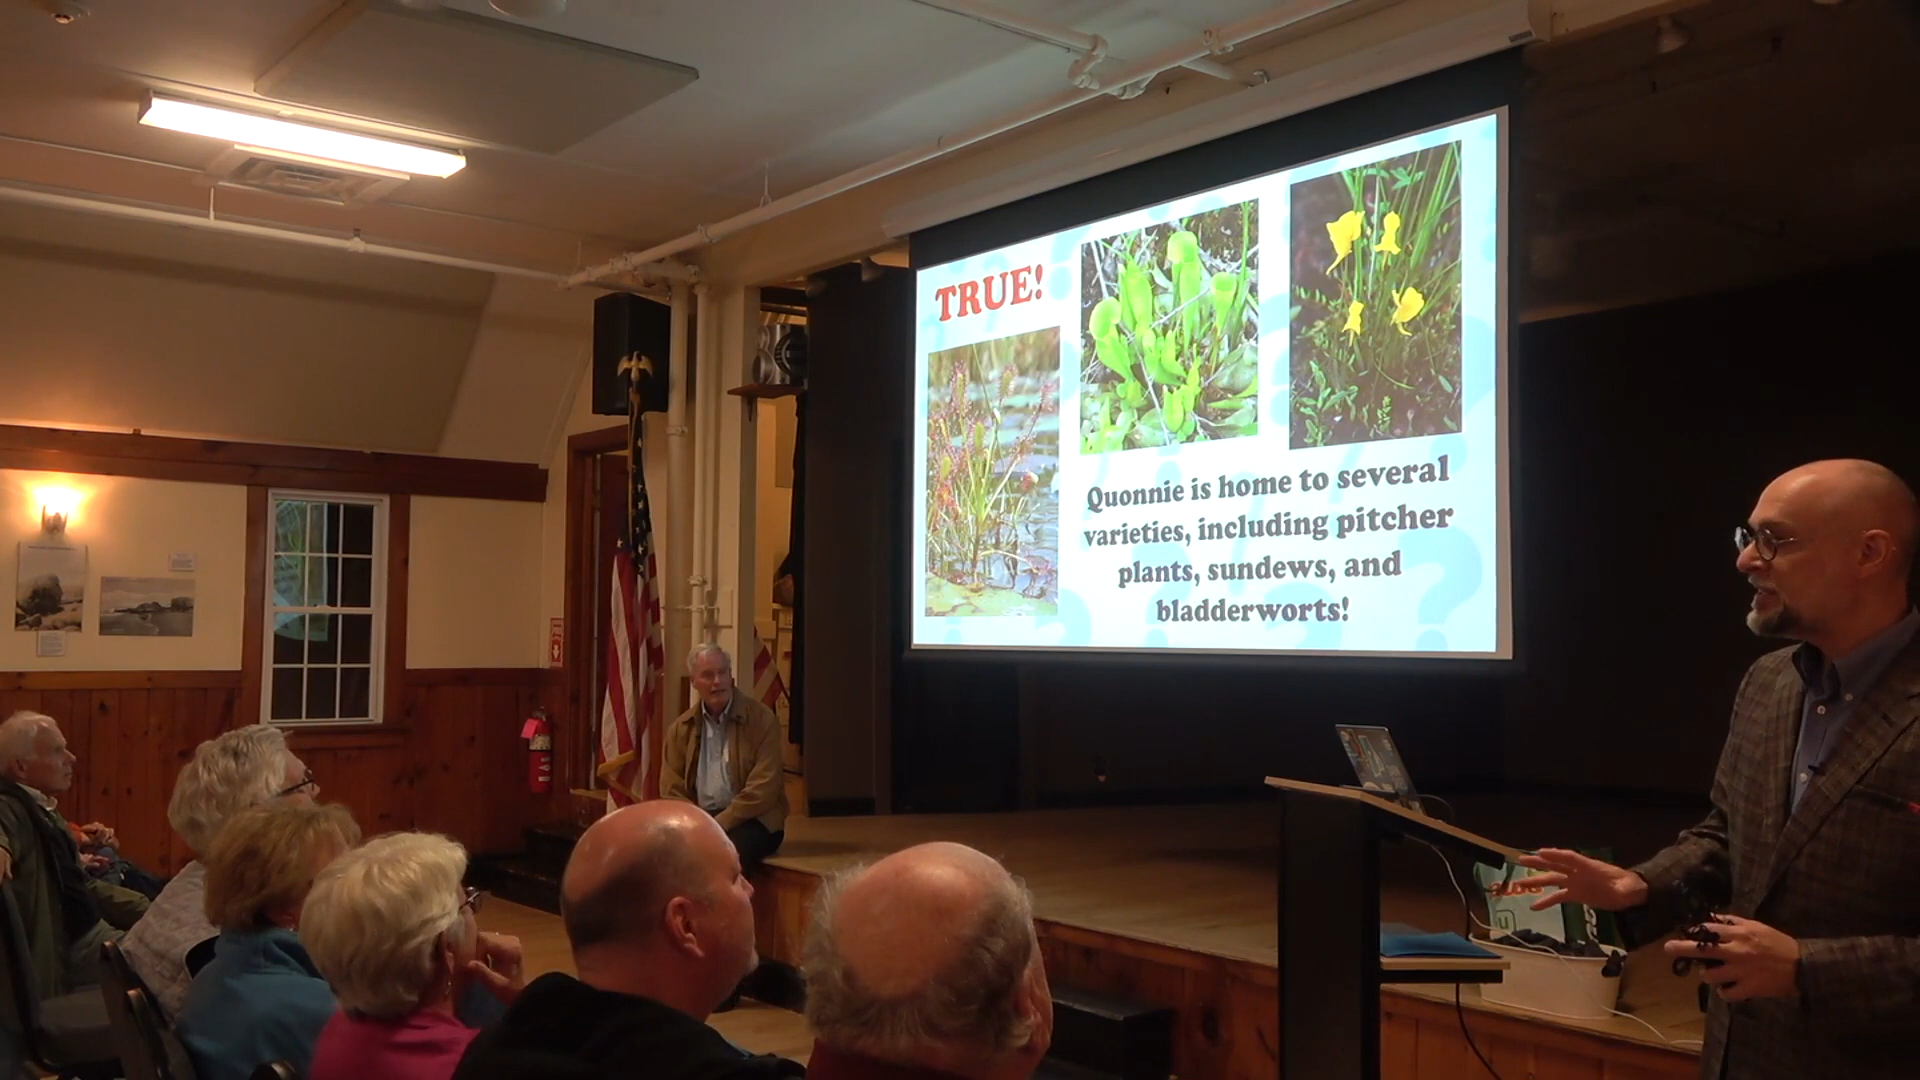 TRUE!
Quonnie is home to several
varieties, including pitcher
plants, sundews, and
bladderworts!